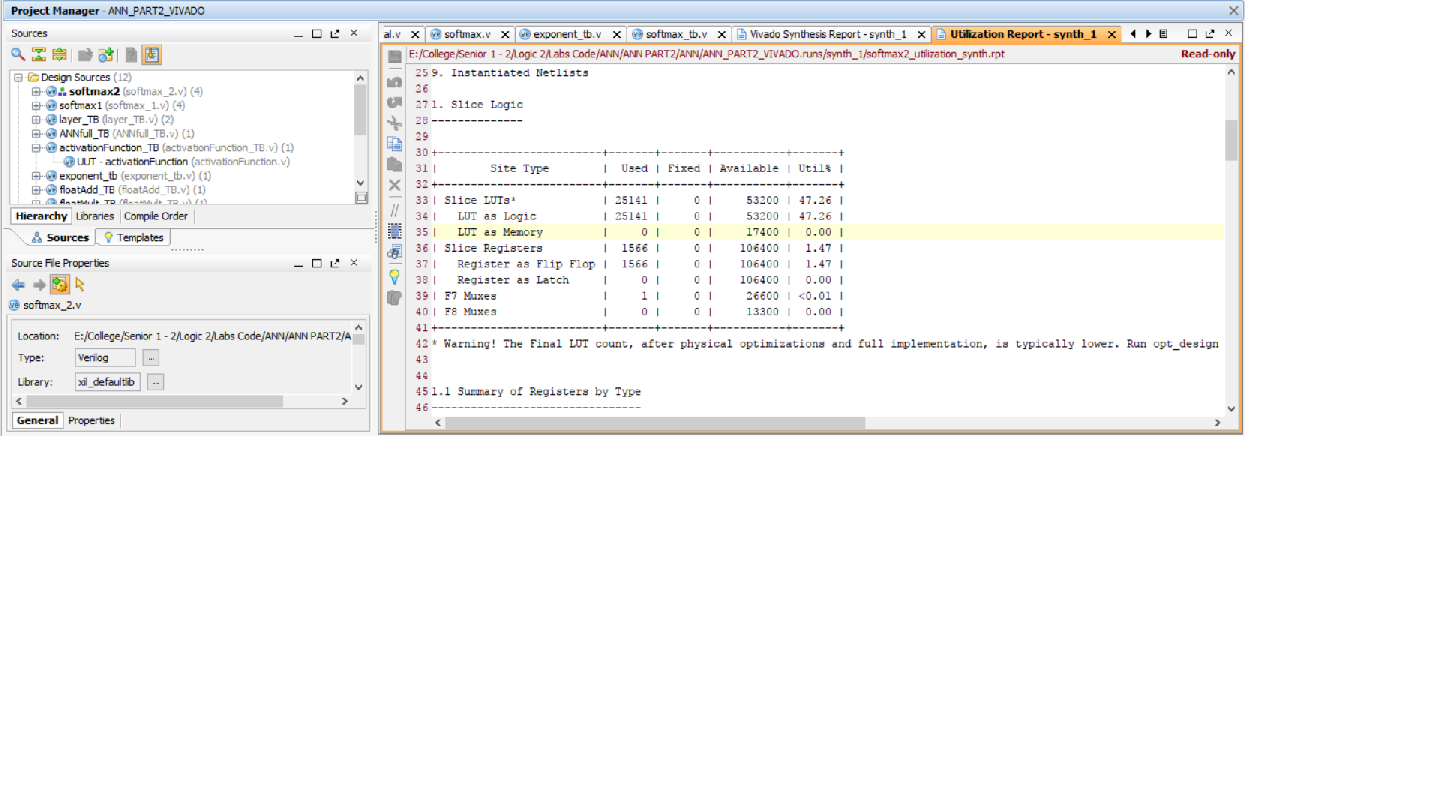 Project Manager - ANN_PART2_VIVADO
Sources
Design Sources (12)
softmax2 (softmax_2.v) (4)
softmax1 (softmax_1.v) (4)
layer_TB (layer_TB.v) (2)
ANNfull_TB (ANNfull_TB.v) (1)
activationFunction_TB (activationFunction_TB.v) (1)
UUT - activationFunction (activationFunction.v)
exponent_tb (exponent_tb.v) (1)
floatAdd_TB (floatAdd_TB.v) (1)
floatMult_TB (floatMult_TB.v) (1)
Hierarchy Libraries Compile Order
Sources Templates
Source File Properties
softmax_2.v
Location: E:/College/Senior 1 - 2/Logic 2/Labs Code/ANN/ANN PART2/A
Type: Verilog ...
Library: xil_defaultlib ...
General Properties
al.v softmax.v exponent_tb.v softmax_tb.v Vivado Synthesis Report - synth_1 Utilization Report - synth_1
E:/College/Senior 1 - 2/Logic 2/Labs Code/ANN/ANN PART2/ANN/ANN_PART2_VIVADO.runs/synth_1/softmax2_utilization_synth.rpt Read-only
25 9. Instantiated Netlists
26
27 1. Slice Logic
28 --------------
29
30 +-------------------------+-------+-------+-----------+-------+
31 | Site Type | Used | Fixed | Available | Util% |
32 +-------------------------+-------+-------+-----------+-------+
33 | Slice LUTs* | 25141 | 0 | 53200 | 47.26 |
34 | LUT as Logic | 25141 | 0 | 53200 | 47.26 |
35 | LUT as Memory | 0 | 0 | 17400 | 0.00 |
36 | Slice Registers | 1566 | 0 | 106400 | 1.47 |
37 | Register as Flip Flop | 1566 | 0 | 106400 | 1.47 |
38 | Register as Latch | 0 | 0 | 106400 | 0.00 |
39 | F7 Muxes | 1 | 0 | 26600 | <0.01 |
40 | F8 Muxes | 0 | 0 | 13300 | 0.00 |
41 +-------------------------+-------+-------+-----------+-------+
42 * Warning! The Final LUT count, after physical optimizations and full implementation, is typically lower. Run opt_design
43
44
45 1.1 Summary of Registers by Type
46 --------------------------------